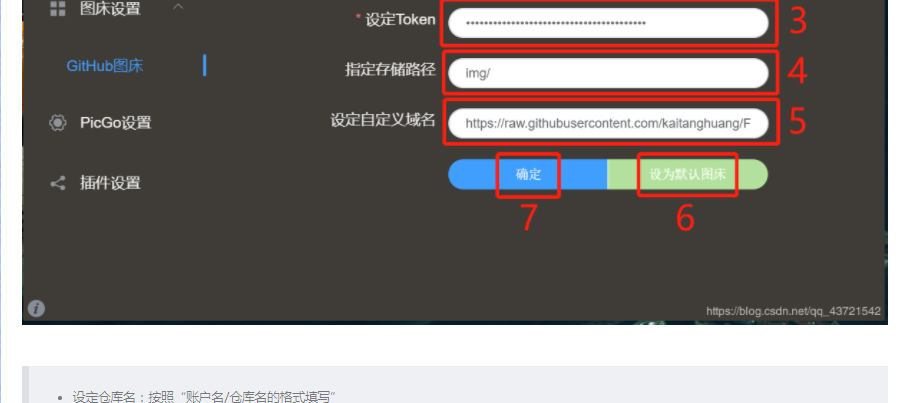 图床设置
* 设定Token
••••••••••••••••••••••••••••••••••••••••
3
GitHub图床
指定存储路径
img/
4
PicGo设置
设定自定义域名
https://raw.githubusercontent.com/kaitanghuang/F
5
插件设置
确定
设为默认图床
7
6
https://blog.csdn.net/qq_43721542
• 设定仓库名：按照“账户名/仓库名的格式填写”